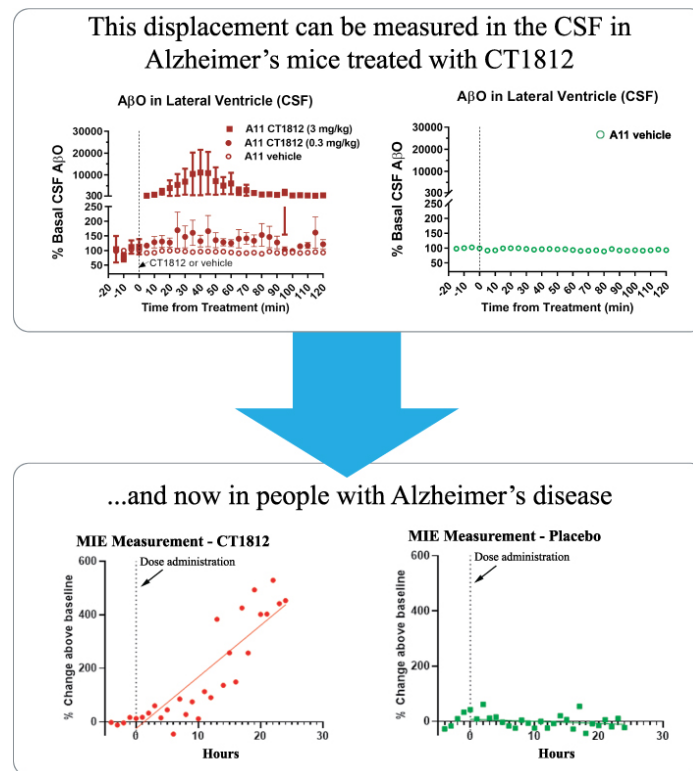 This displacement can be measured in the CSF in
Alzheimer’s mice treated with CT1812
AβO in Lateral Ventricle (CSF)
% Basal CSF AβO
30000
20000
10000
300
250
200
150
100
50
A11 CT1812 (3 mg/kg)
A11 CT1812 (0.3 mg/kg)
A11 vehicle
CT1812 or vehicle
-20 -10 0 10 20 30 40 50 60 70 80 90 100 110 120
Time from Treatment (min)
AβO in Lateral Ventricle (CSF)
% Basal CSF AβO
30000
25000
20000
15000
10000
5000
300
250
200
150
100
50
A11 vehicle
-20 -10 0 10 20 30 40 50 60 70 80 90 100 110 120
Time from Treatment (min)
...and now in people with Alzheimer’s disease
MIE Measurement - CT1812
% Change above baseline
600
400
200
0
Dose administration
0 10 20 30
Hours
MIE Measurement - Placebo
% Change above baseline
600
400
200
0
Dose administration
0 10 20 30
Hours